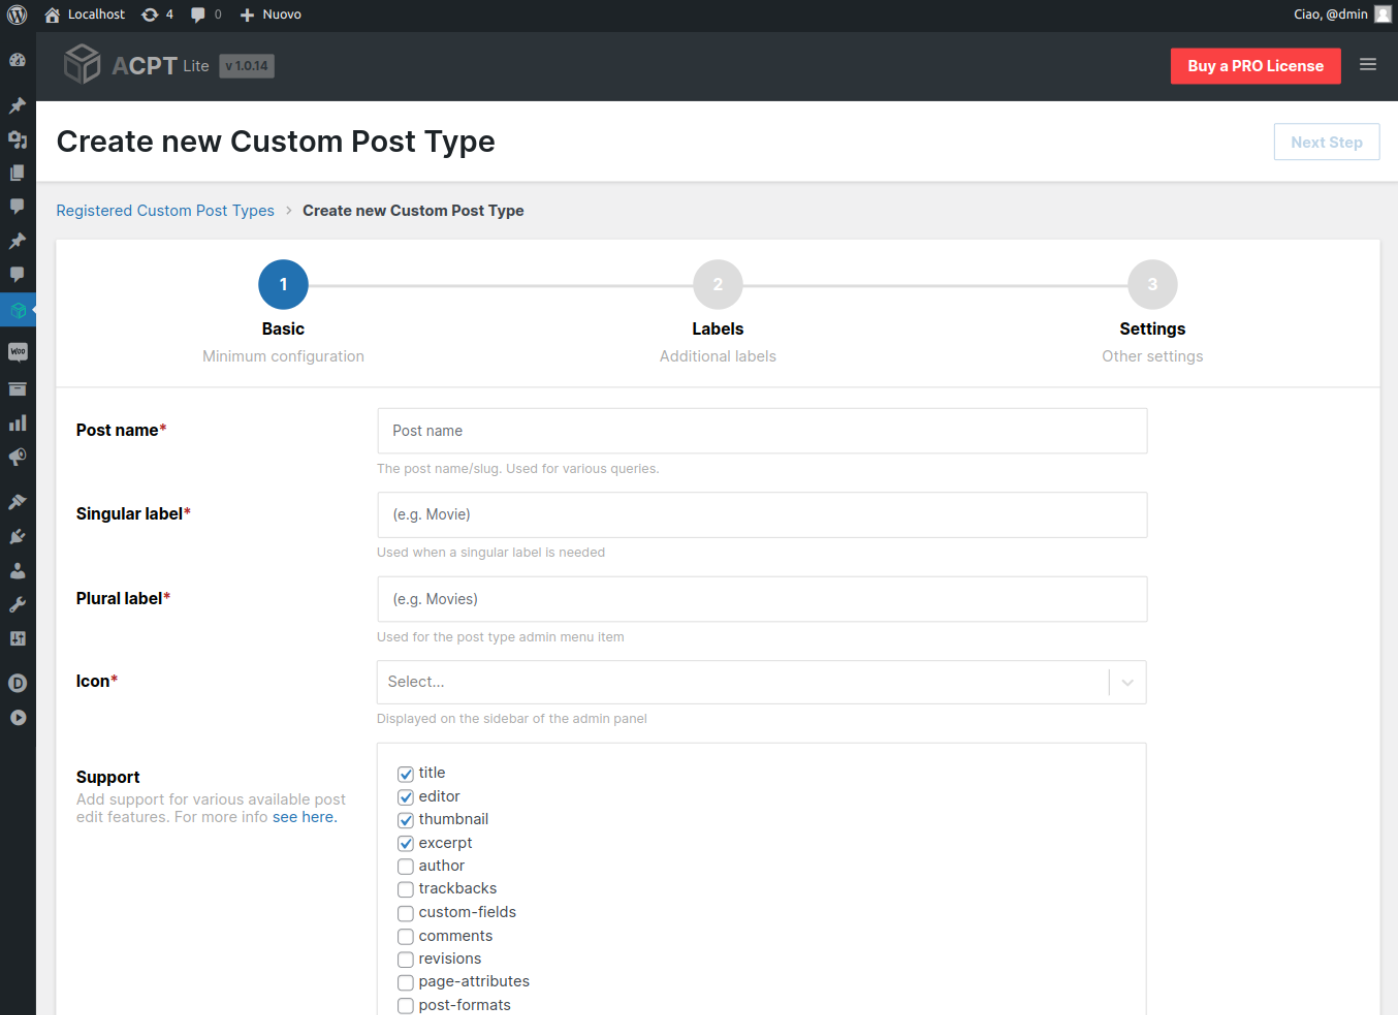 Localhost 4 0 Nuovo Ciao, @dmin
ACPT Lite v 1.0.14 Buy a PRO License
Create new Custom Post Type Next Step
Registered Custom Post Types › Create new Custom Post Type
1 2 3
Basic Labels Settings
Minimum configuration Additional labels Other settings
Post name* Post name
The post name/slug. Used for various queries.
Singular label* (e.g. Movie)
Used when a singular label is needed
Plural label* (e.g. Movies)
Used for the post type admin menu item
Icon* Select...
Displayed on the sidebar of the admin panel
Support
Add support for various available post
edit features. For more info see here.
title
editor
thumbnail
excerpt
author
trackbacks
custom-fields
comments
revisions
page-attributes
post-formats